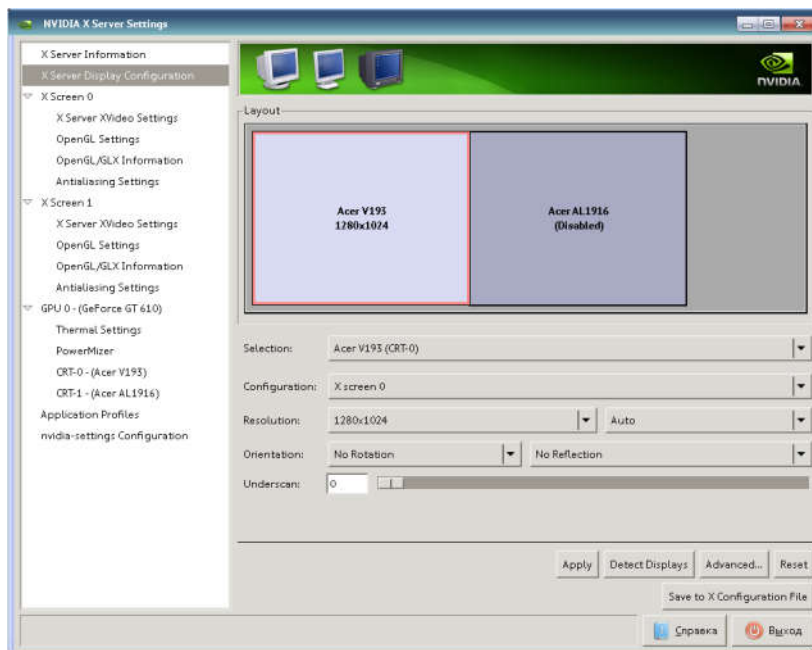 NVIDIA X Server Settings
X Server Information
X Server Display Configuration
X Screen 0
X Server XVideo Settings
OpenGL Settings
OpenGL/GLX Information
Antialiasing Settings
X Screen 1
X Server XVideo Settings
OpenGL Settings
OpenGL/GLX Information
Antialiasing Settings
GPU 0 - (GeForce GT 610)
Thermal Settings
PowerMizer
CRT-0 - (Acer V193)
CRT-1 - (Acer AL1916)
Application Profiles
nvidia-settings Configuration
NVIDIA
Layout
Acer V193
1280x1024
Acer AL1916
(Disabled)
Selection: Acer V193 (CRT-0)
Configuration: X screen 0
Resolution: 1280x1024 Auto
Orientation: No Rotation No Reflection
Underscan: 0
Apply Detect Displays Advanced... Reset
Save to X Configuration File
Справка Выход